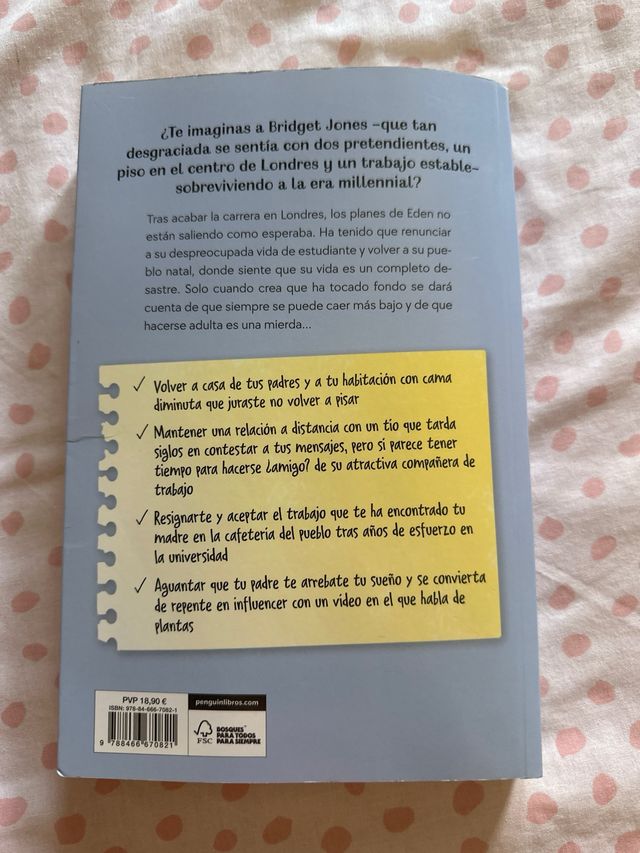 ¿Te imaginas a Bridget Jones –que tan
desgraciada se sentía con dos pretendientes, un
piso en el centro de Londres y un trabajo estable–
sobreviviendo a la era millennial?
Tras acabar la carrera en Londres, los planes de Eden no
están saliendo como esperaba. Ha tenido que renunciar
a su despreocupada vida de estudiante y volver a su pue-
blo natal, donde siente que su vida es un completo de-
sastre. Solo cuando crea que ha tocado fondo se dará
cuenta de que siempre se puede caer más bajo y de que
hacerse adulta es una mierda...
✓ Volver a casa de tus padres y a tu habitación con cama
diminuta que juraste no volver a pisar
✓ Mantener una relación a distancia con un tío que tarda
siglos en contestar a tus mensajes, pero sí parece tener
tiempo para hacerse ¿amigo? de su atractiva compañera de
trabajo
✓ Resignarte y aceptar el trabajo que te ha encontrado tu
madre en la cafetería del pueblo tras años de esfuerzo en
la universidad
✓ Aguantar que tu padre te arrebate tu sueño y se convierta
de repente en influencer con un vídeo en el que habla de
plantas
PVP 18,90 €
ISBN: 978-84-666-7082-1
9 788466 670821
penguinlibros.com
FSC
BOSQUES
PARA TODOS
PARA SIEMPRE